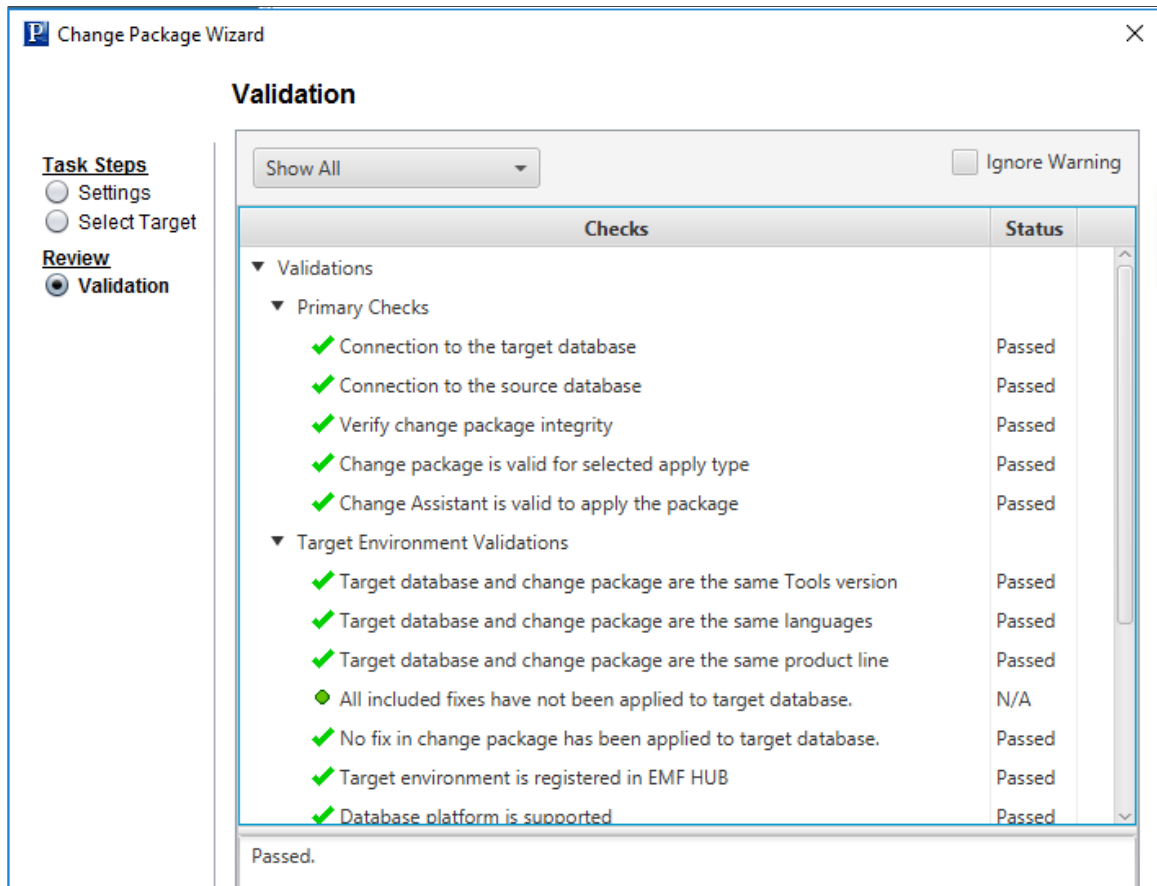 P Change Package Wizard
Validation
Task Steps
Settings
Select Target
Review
Validation
Show All
Ignore Warning
Checks Status
Validations
Primary Checks
Connection to the target database Passed
Connection to the source database Passed
Verify change package integrity Passed
Change package is valid for selected apply type Passed
Change Assistant is valid to apply the package Passed
Target Environment Validations
Target database and change package are the same Tools version Passed
Target database and change package are the same languages Passed
Target database and change package are the same product line Passed
All included fixes have not been applied to target database. N/A
No fix in change package has been applied to target database. Passed
Target environment is registered in EMF HUB Passed
Database platform is supported Passed
Passed.